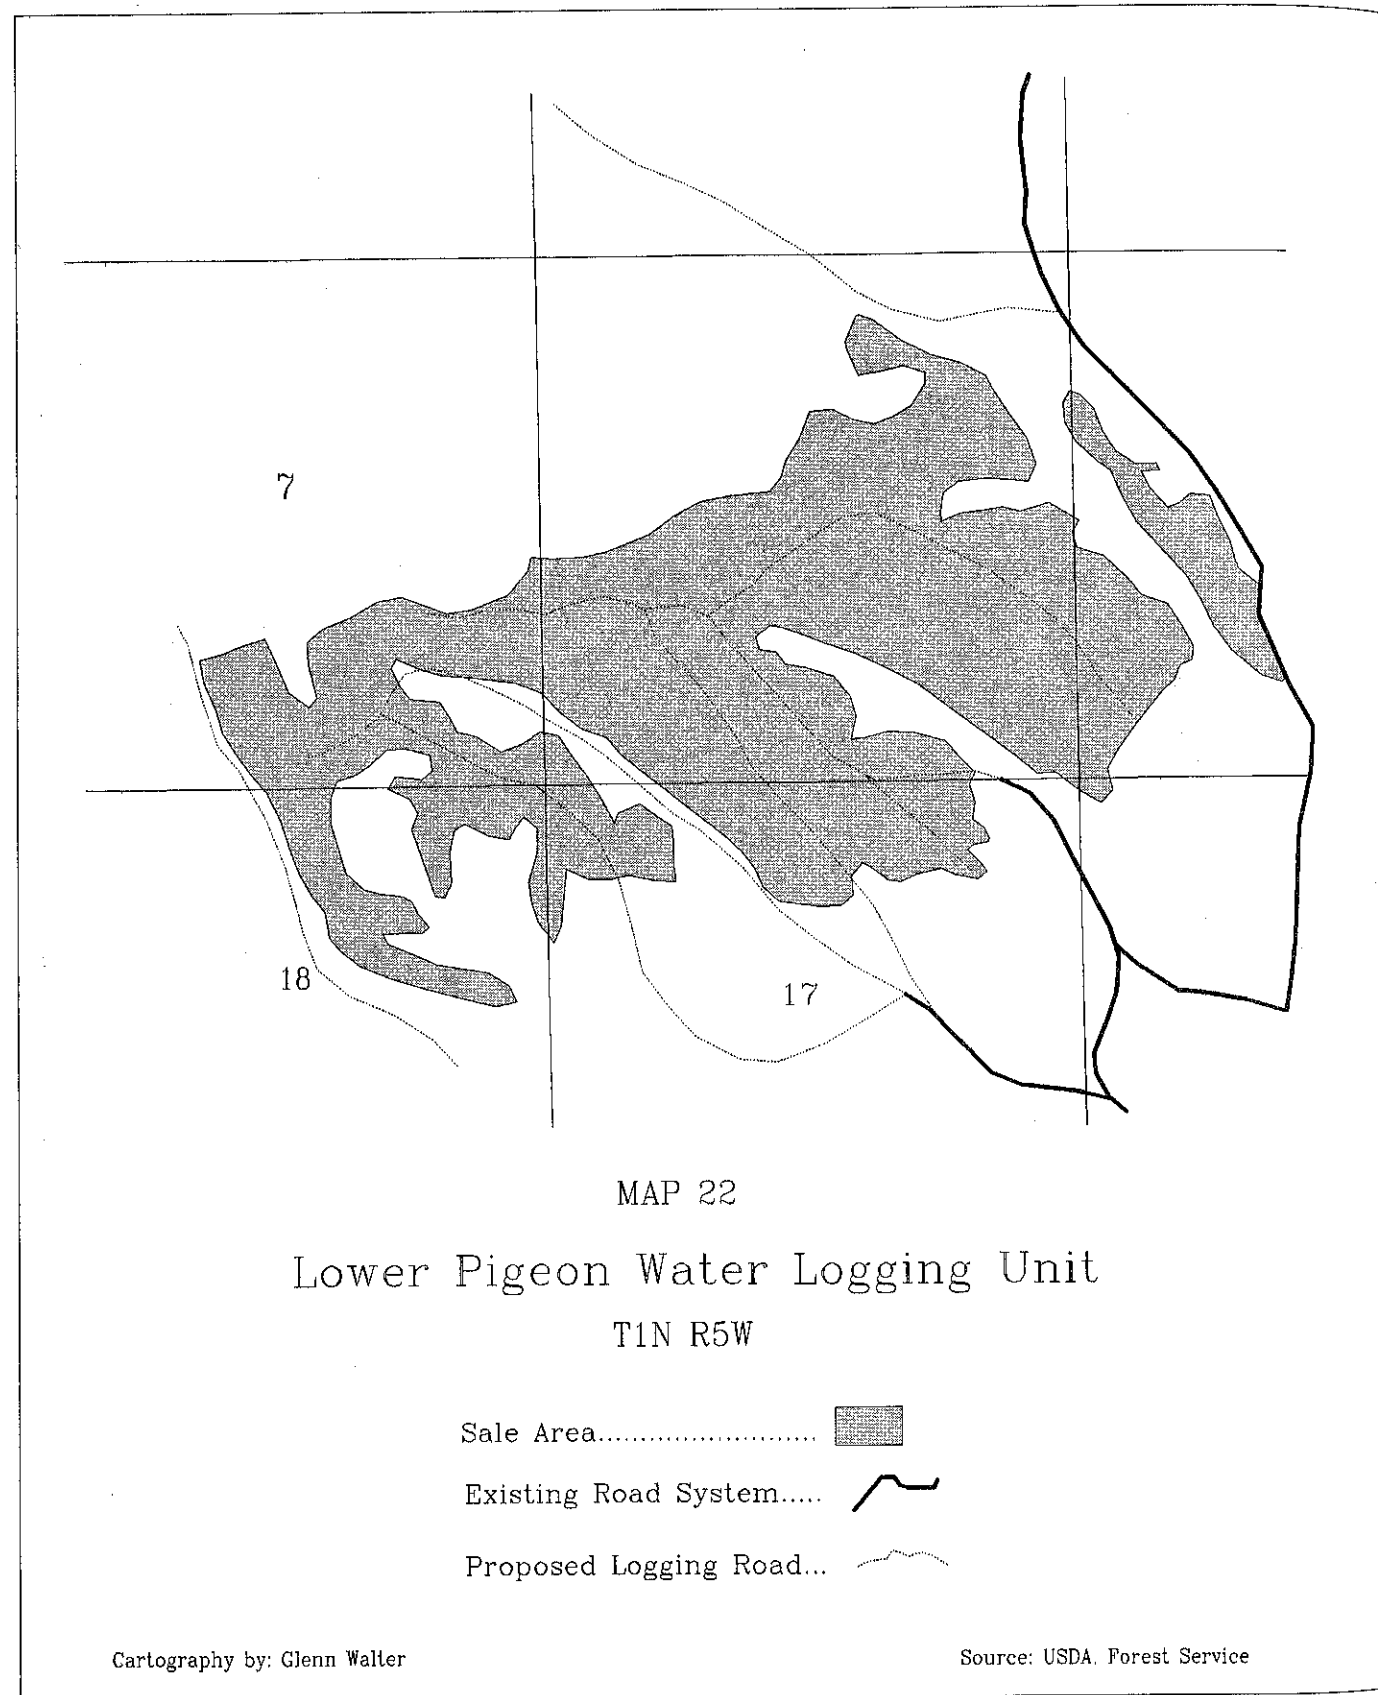 7
18
17
MAP 22
Lower Pigeon Water Logging Unit
T1N R5W
Sale Area..........................
Existing Road System.....
Proposed Logging Road...
Cartography by: Glenn Walter
Source: USDA, Forest Service